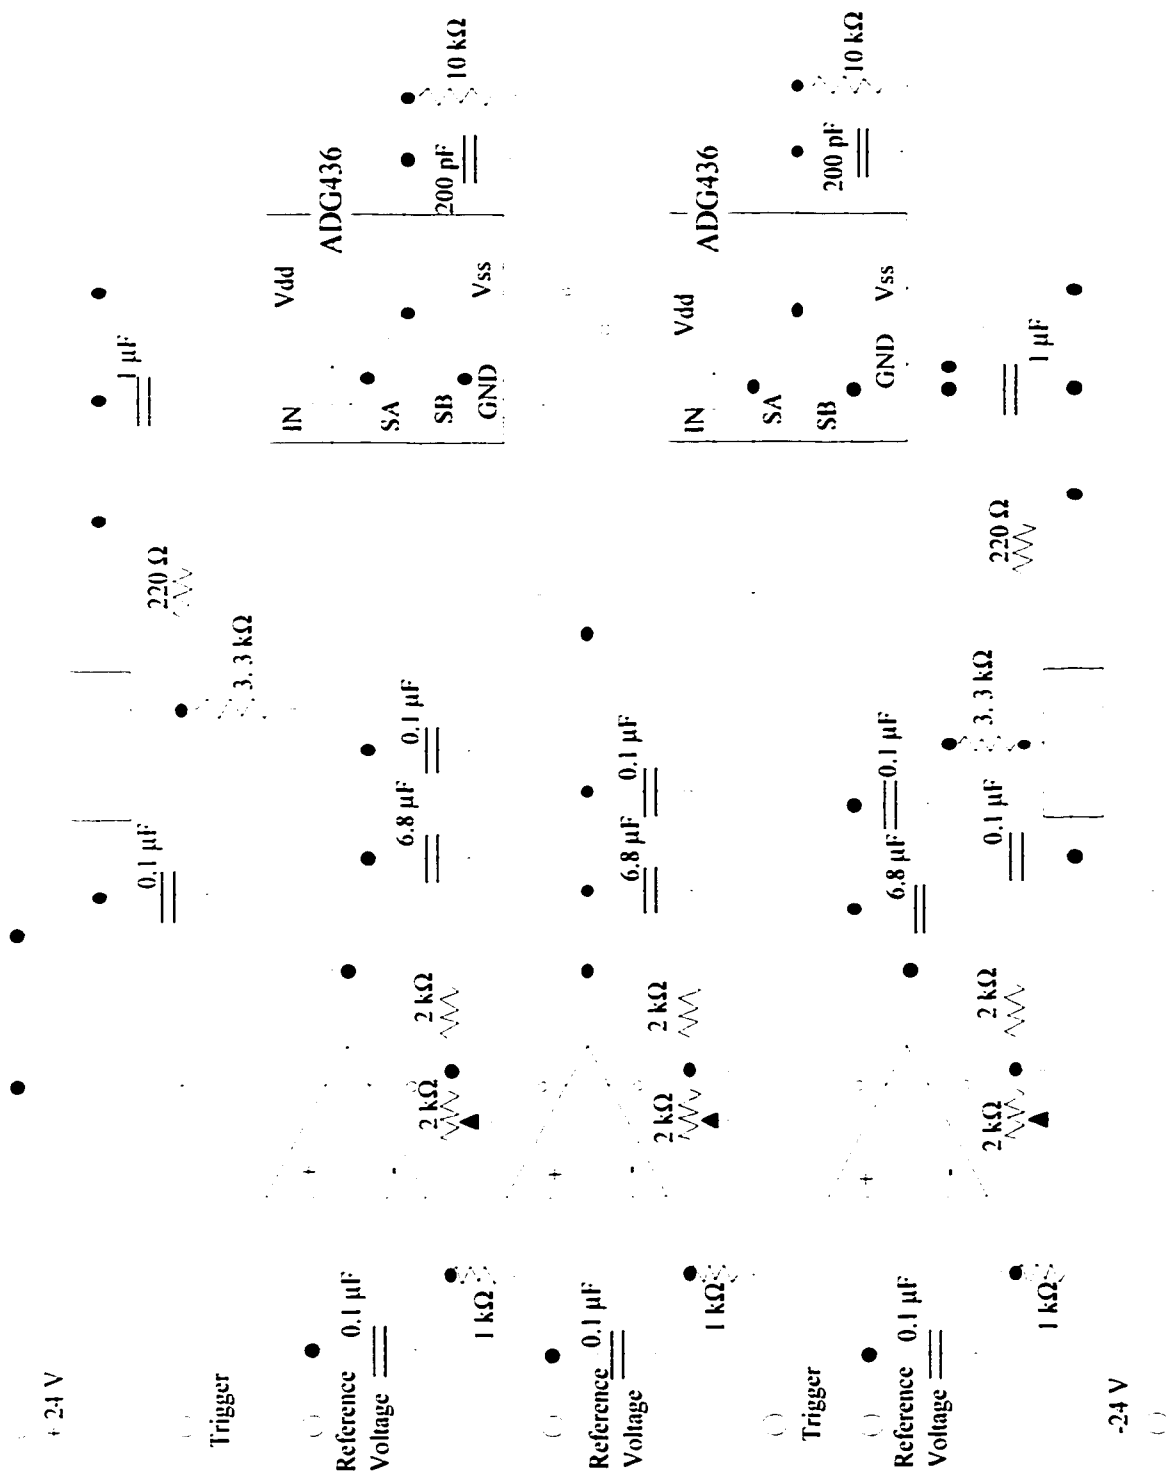 + 24 V
1 µF
0.1 µF
220 Ω
3. 3 kΩ
Trigger
IN
Vdd
ADG436
Reference
Voltage
0.1 µF
+
-
SA
6.8 µF
0.1 µF
2 kΩ
2 kΩ
SB
200 pF
10 kΩ
1 kΩ
GND
Vss
Reference
Voltage
0.1 µF
+
-
6.8 µF
0.1 µF
2 kΩ
2 kΩ
1 kΩ
IN
Vdd
ADG436
Trigger
SA
SB
200 pF
10 kΩ
Reference
Voltage
0.1 µF
+
-
6.8 µF
0.1 µF
GND
Vss
2 kΩ
2 kΩ
0.1 µF
3. 3 kΩ
220 Ω
1 µF
1 kΩ
-24 V